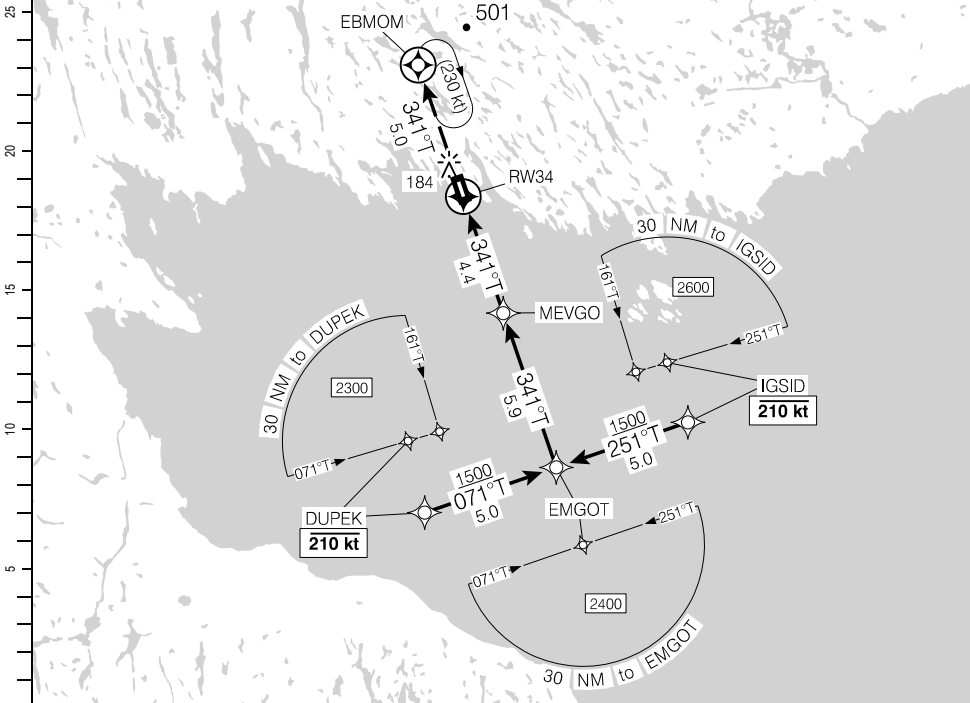 25
EBMOM
501
(230 kt)
341°T
5.0
20
184
RW34
30 NM to IGSID
341°T
4.4
161°T
2600
15
MEVGO
251°T
30 NM to DUPEK
161°T
2300
341°T
5.9
IGSID
210 kt
10
1500
251°T
5.0
071°T
1500
071°T
5.0
EMGOT
DUPEK
210 kt
251°T
5
071°T
2400
30 NM to EMGOT